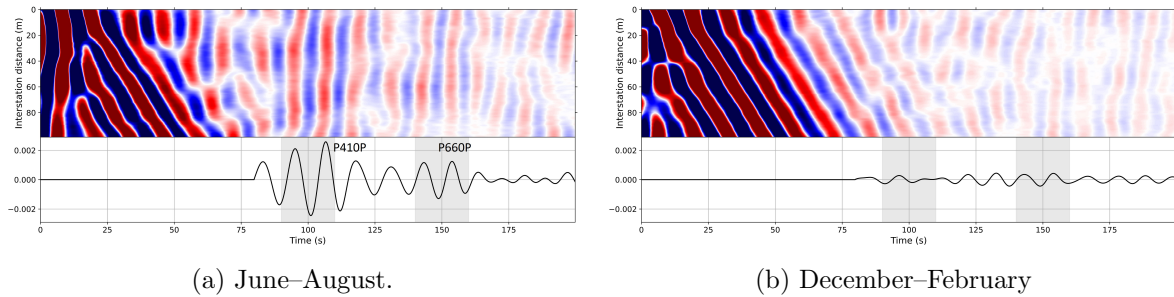 0
20
40
60
80
Interstation distance (m)
P410P P660P
0.002
0.000
−0.002
0 25 50 75 100 125 150 175
Time (s)
(a) June–August.
0
20
40
60
80
Interstation distance (m)
0.002
0.000
−0.002
0 25 50 75 100 125 150 175
Time (s)
(b) December–February